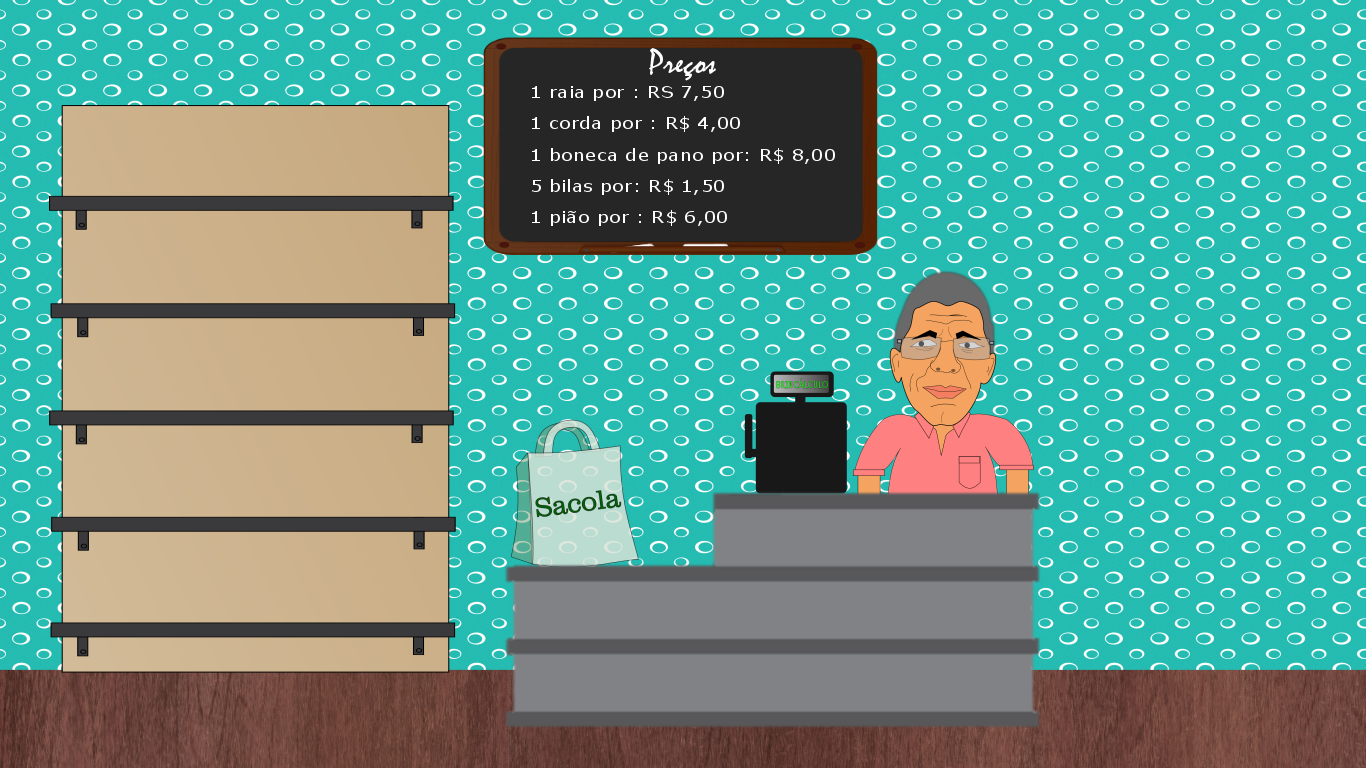 Preços
1 raia por : RS 7,50
1 corda por : R$ 4,00
1 boneca de pano por: R$ 8,00
5 bilas por: R$ 1,50
1 pião por : R$ 6,00
Sacola